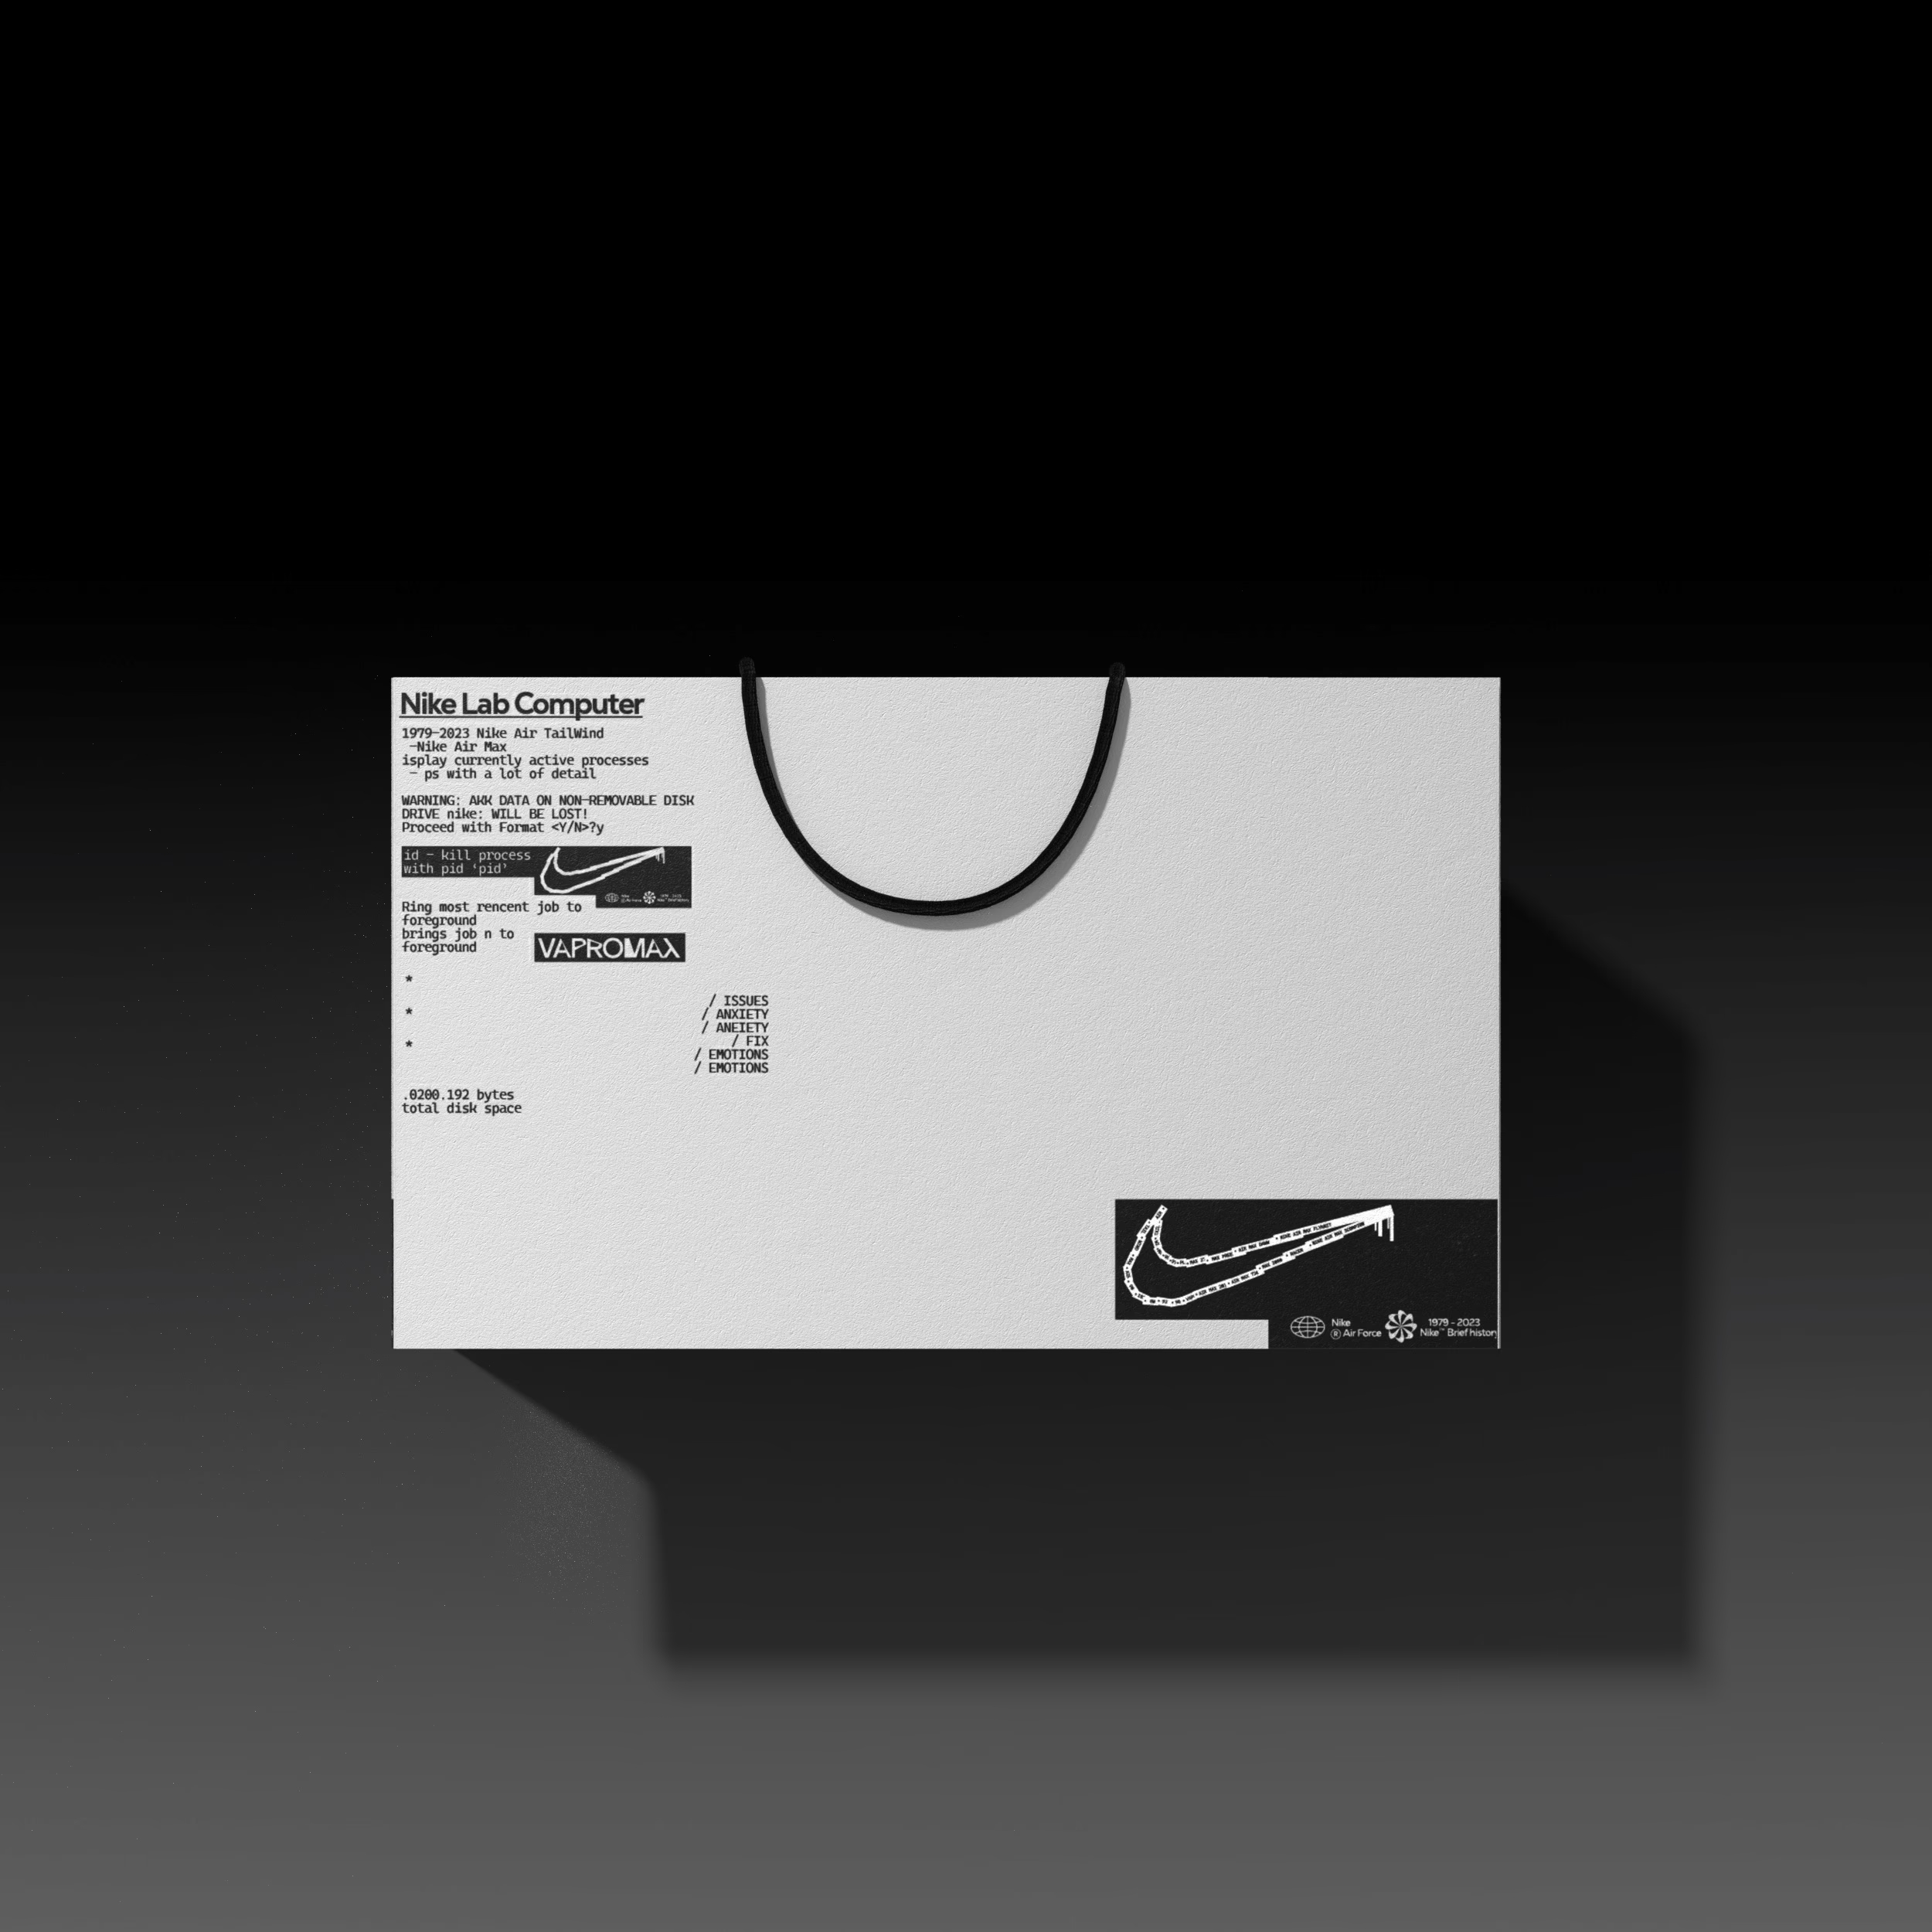 Nike Lab Computer
1979-2023 Nike Air TailWind
-Nike Air Max
isplay currently active processes
- ps with a lot of detail
WARNING: AKK DATA ON NON-REMOVABLE DISK
DRIVE nike: WILL BE LOST!
Proceed with Format <Y/N>?y
id - kill process
with pid ‘pid’
Ring most rencent job to
foreground
brings job n to
foreground
VAPROMAX
*
*
*
/ ISSUES
/ ANXIETY
/ ANEIETY
/ FIX
/ EMOTIONS
/ EMOTIONS
.0200.192 bytes
total disk space
Nike
® Air Force
1979 - 2023
Nike™ Brief history